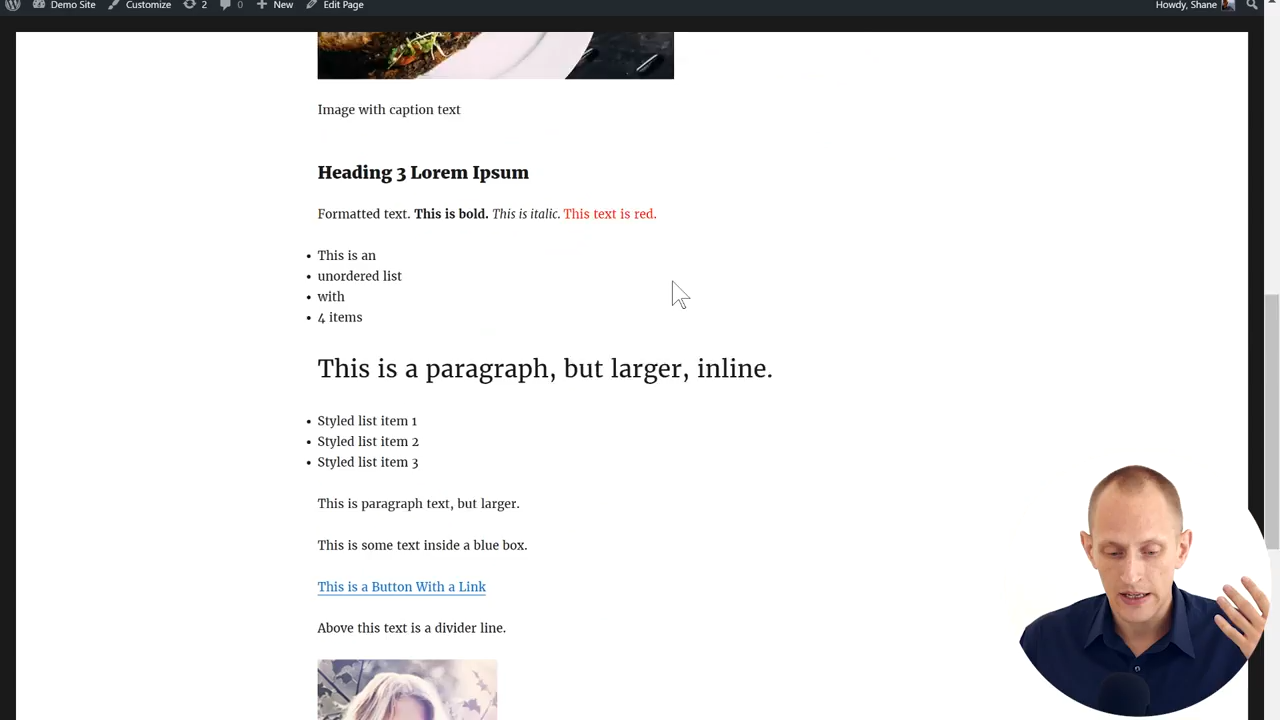 Demo Site Customize 2 0 New Edit Page Howdy, Shane
Image with caption text
Heading 3 Lorem Ipsum
Formatted text. This is bold. This is italic. This text is red.
• This is an
• unordered list
• with
• 4 items
This is a paragraph, but larger, inline.
• Styled list item 1
• Styled list item 2
• Styled list item 3
This is paragraph text, but larger.
This is some text inside a blue box.
This is a Button With a Link
Above this text is a divider line.